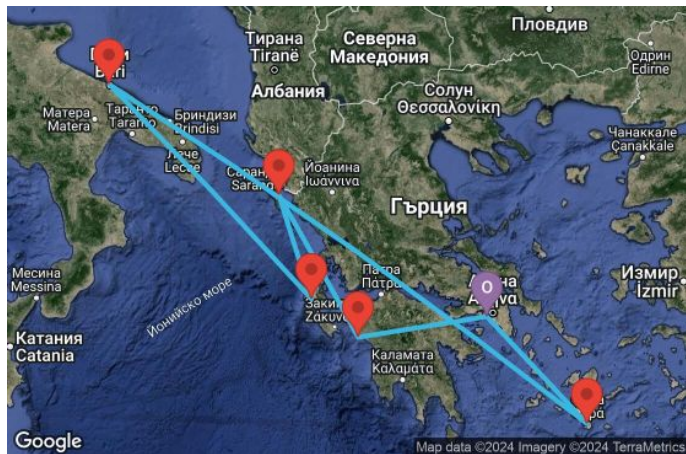 Тирана
Tiranë
Северна
Македония
Пловдив
Одрин
Edirne
Bari
Матера
Matera
Таранто
Taranto
Бриндизи
Brindisi
Лече
Lecce
Албания
Солун
Θεσσαλονίκη
Чанаккале
Çanakkale
Йоанина
Ιωάννινα
Гърция
Месина
Messina
Йонийско море
Патра
Πάτρα
O
Измир
İzmir
Катания
Catania
Каламата
Καλαμάτα
Google
Map data ©2024 Imagery ©2024 TerraMetrics